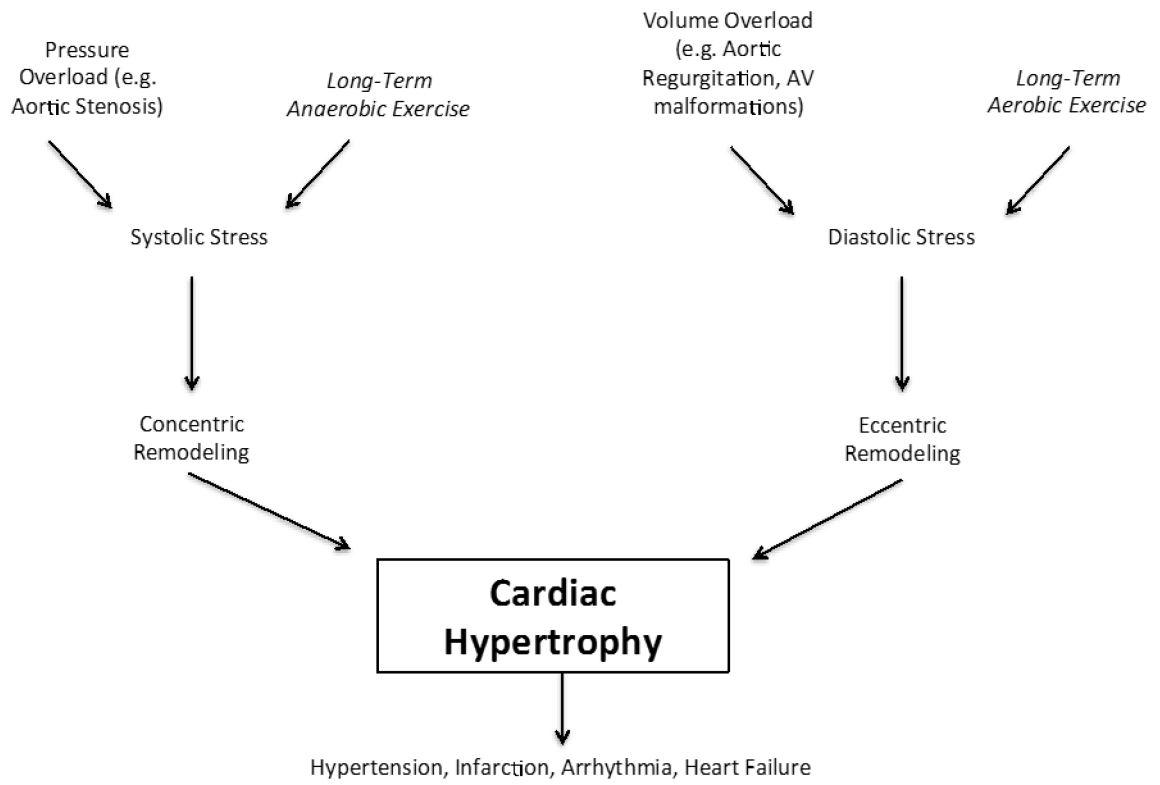 Pressure
Overload (e.g.
Aortic Stenosis)
Long-Term
Anaerobic Exercise
Volume Overload
(e.g. Aortic
Regurgitation, AV
malformations)
Long-Term
Aerobic Exercise
Systolic Stress
Diastolic Stress
Concentric
Remodeling
Eccentric
Remodeling
Cardiac
Hypertrophy
Hypertension, Infarction, Arrhythmia, Heart Failure